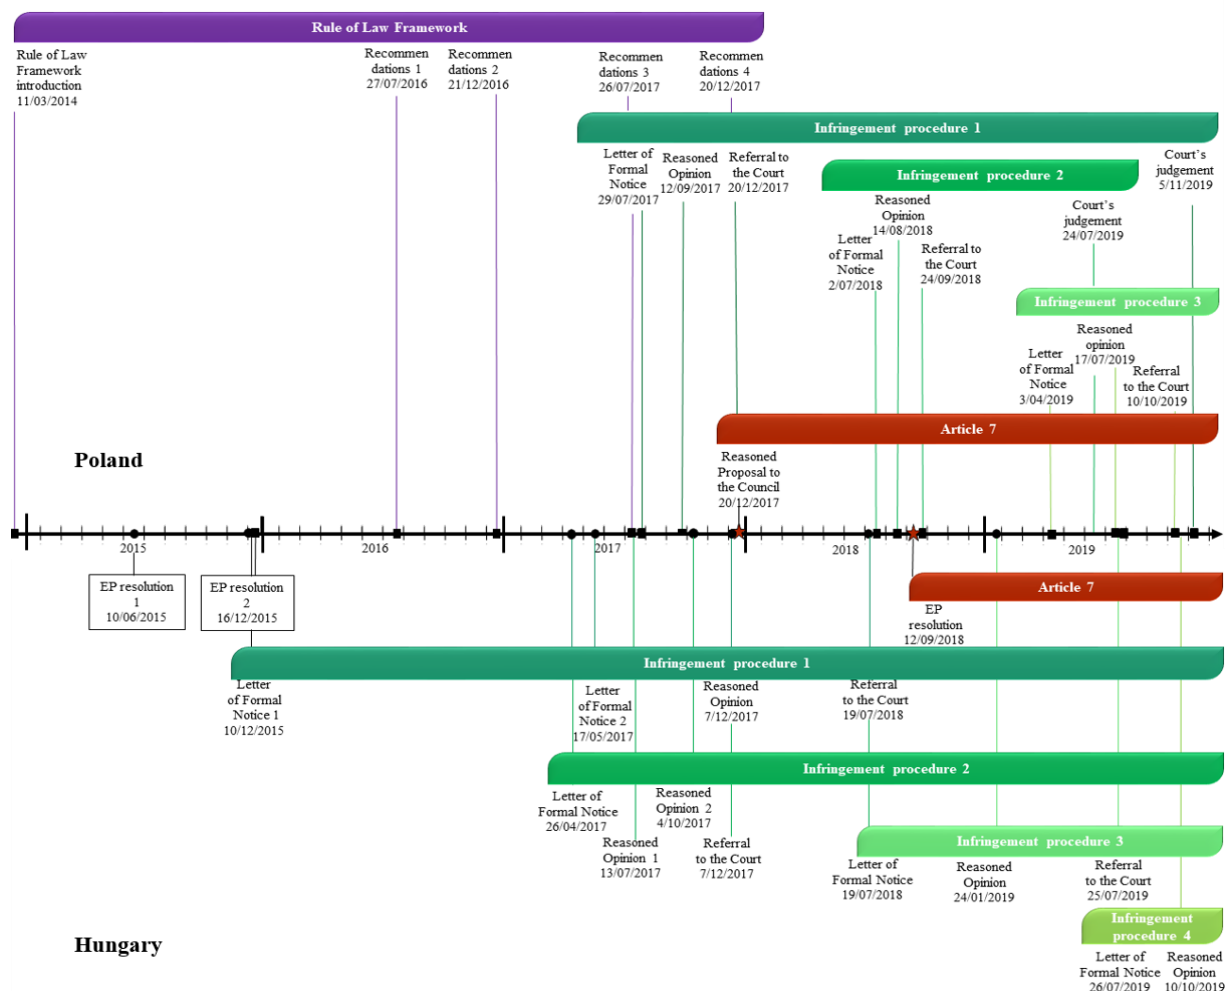 Rule of Law Framework
Rule of Law
Framework
introduction
11/03/2014
Recommen
dations 1
27/07/2016
Recommen
dations 2
21/12/2016
Recommen
dations 3
26/07/2017
Recommen
dations 4
20/12/2017
Infringement procedure 1
Letter of
Formal
Notice
29/07/2017
Reasoned
Opinion
12/09/2017
Referral to
the Court
20/12/2017
Court's
judgement
5/11/2019
Infringement procedure 2
Letter
of Formal
Notice
2/07/2018
Reasoned
Opinion
14/08/2018
Referral to
the Court
24/09/2018
Court's
judgement
24/07/2019
Infringement procedure 3
Letter
of Formal
Notice
3/04/2019
Reasoned
opinion
17/07/2019
Referral
to the Court
10/10/2019
Article 7
Reasoned
Proposal to
the Council
20/12/2017
Poland
2015
2016
2017
2018
2019
EP resolution
1
10/06/2015
EP resolution
2
16/12/2015
Article 7
EP
resolution
12/09/2018
Infringement procedure 1
Letter
of Formal
Notice 1
10/12/2015
Letter
of Formal
Notice 2
17/05/2017
Reasoned
Opinion
7/12/2017
Referral
to the Court
19/07/2018
Infringement procedure 2
Letter of
Formal Notice
26/04/2017
Reasoned
Opinion 1
13/07/2017
Reasoned
Opinion 2
4/10/2017
Referral
to the Court
7/12/2017
Infringement procedure 3
Letter of
Formal Notice
19/07/2018
Reasoned
Opinion
24/01/2019
Referral
to the Court
25/07/2019
Infringement
procedure 4
Letter of
Formal Notice
26/07/2019
Reasoned
Opinion
10/10/2019
Hungary